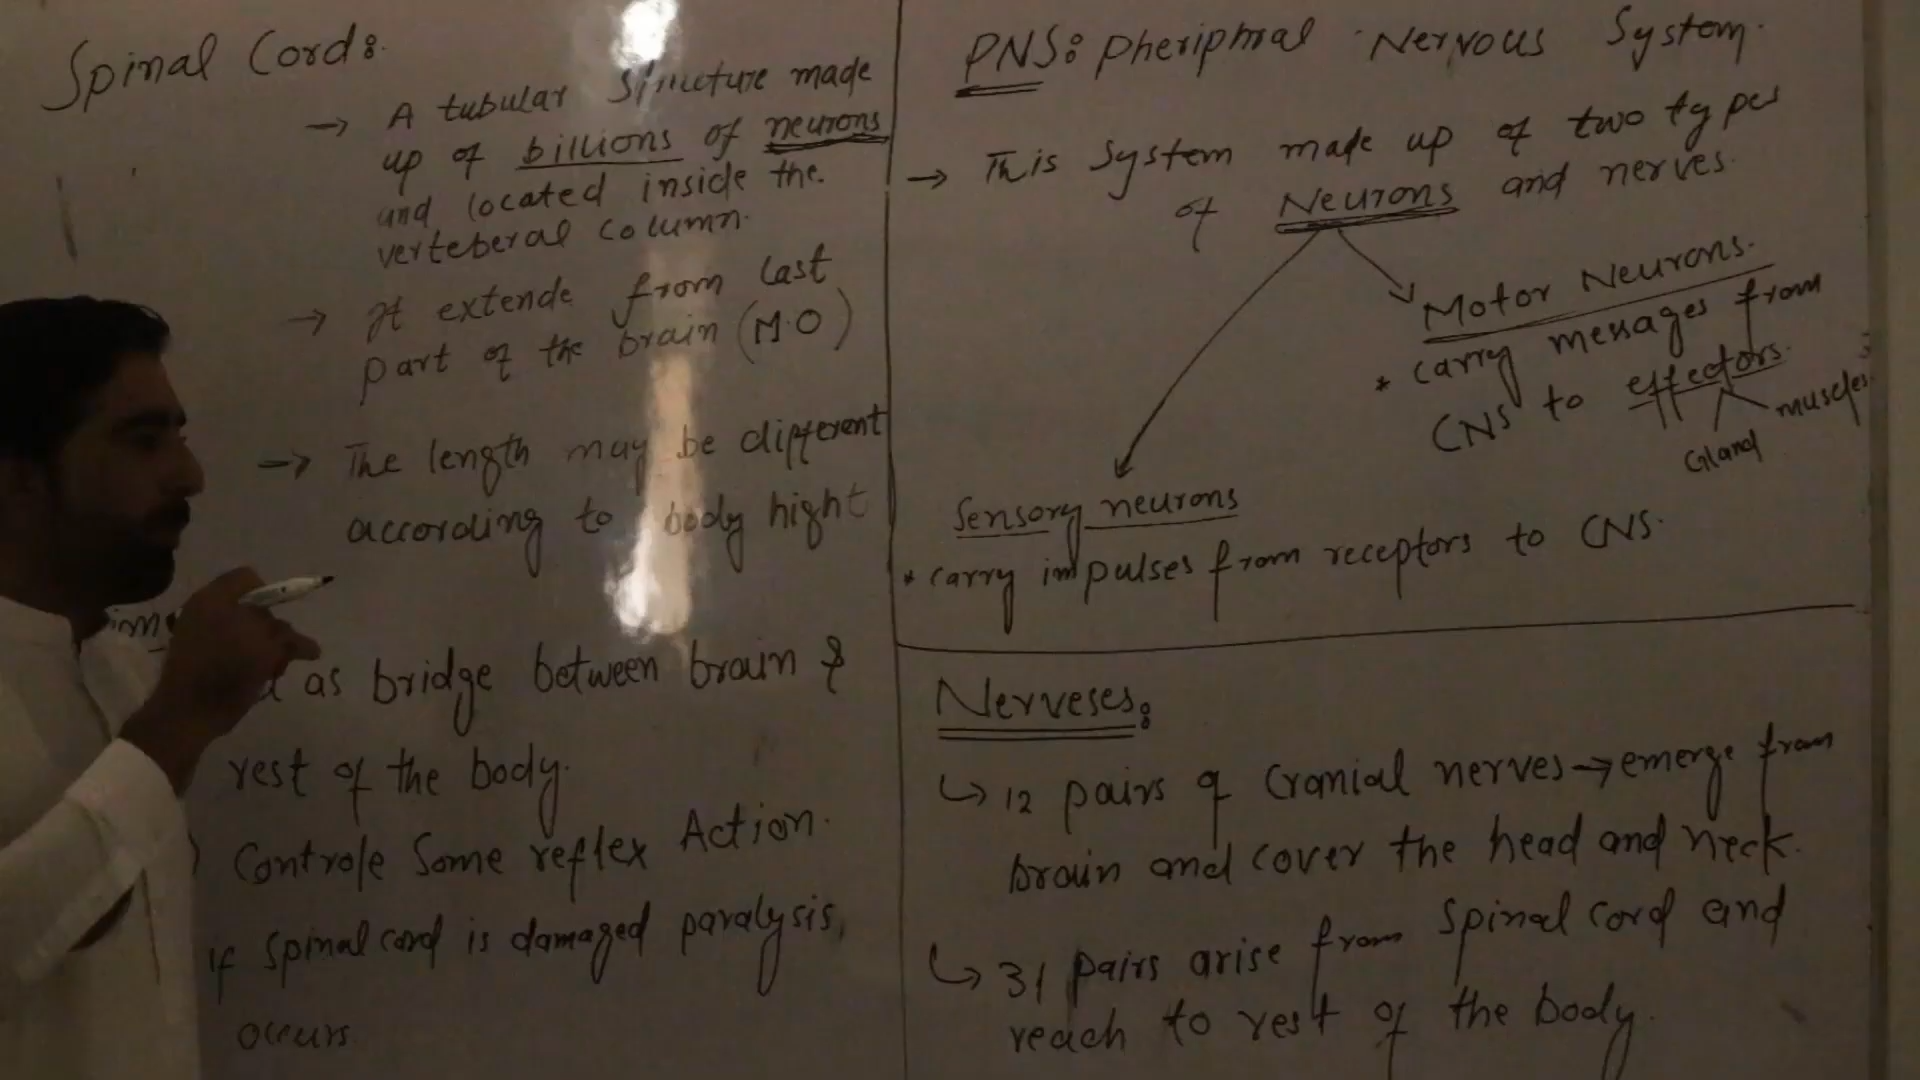 Spinal Cord:
→ A tubular Structure made
up of billions of neurons
and located inside the
verteberal column.
→ It extende from last
part of the brain (M.O)
→ The length may be different
according to body hight
as bridge between brain &
rest of the body.
Controle Some reflex Action.
if spinal cord is damaged paralysis,
occurs
PNS: Pheriphral Nervous System.
→ This System made up of two types
of Neurons and nerves.
Motor Neurons.
* carry messages from
CNS to effectors.
Gland muscles
Sensory neurons
* carry impulses from receptors to CNS.
Nerveses:
↳ 12 pairs of Cranial nerves → emerge from
brain and cover the head and neck.
↳ 31 pairs arise from Spinal cord and
reach to rest of the body.